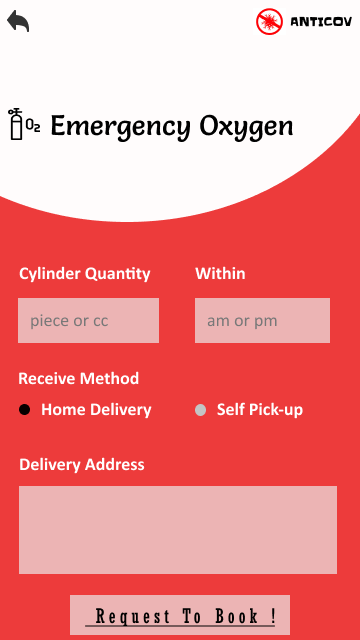 ANTICOV
O2 Emergency Oxygen
Cylinder Quantity Within
piece or cc am or pm
Receive Method
Home Delivery Self Pick-up
Delivery Address
Request To Book !